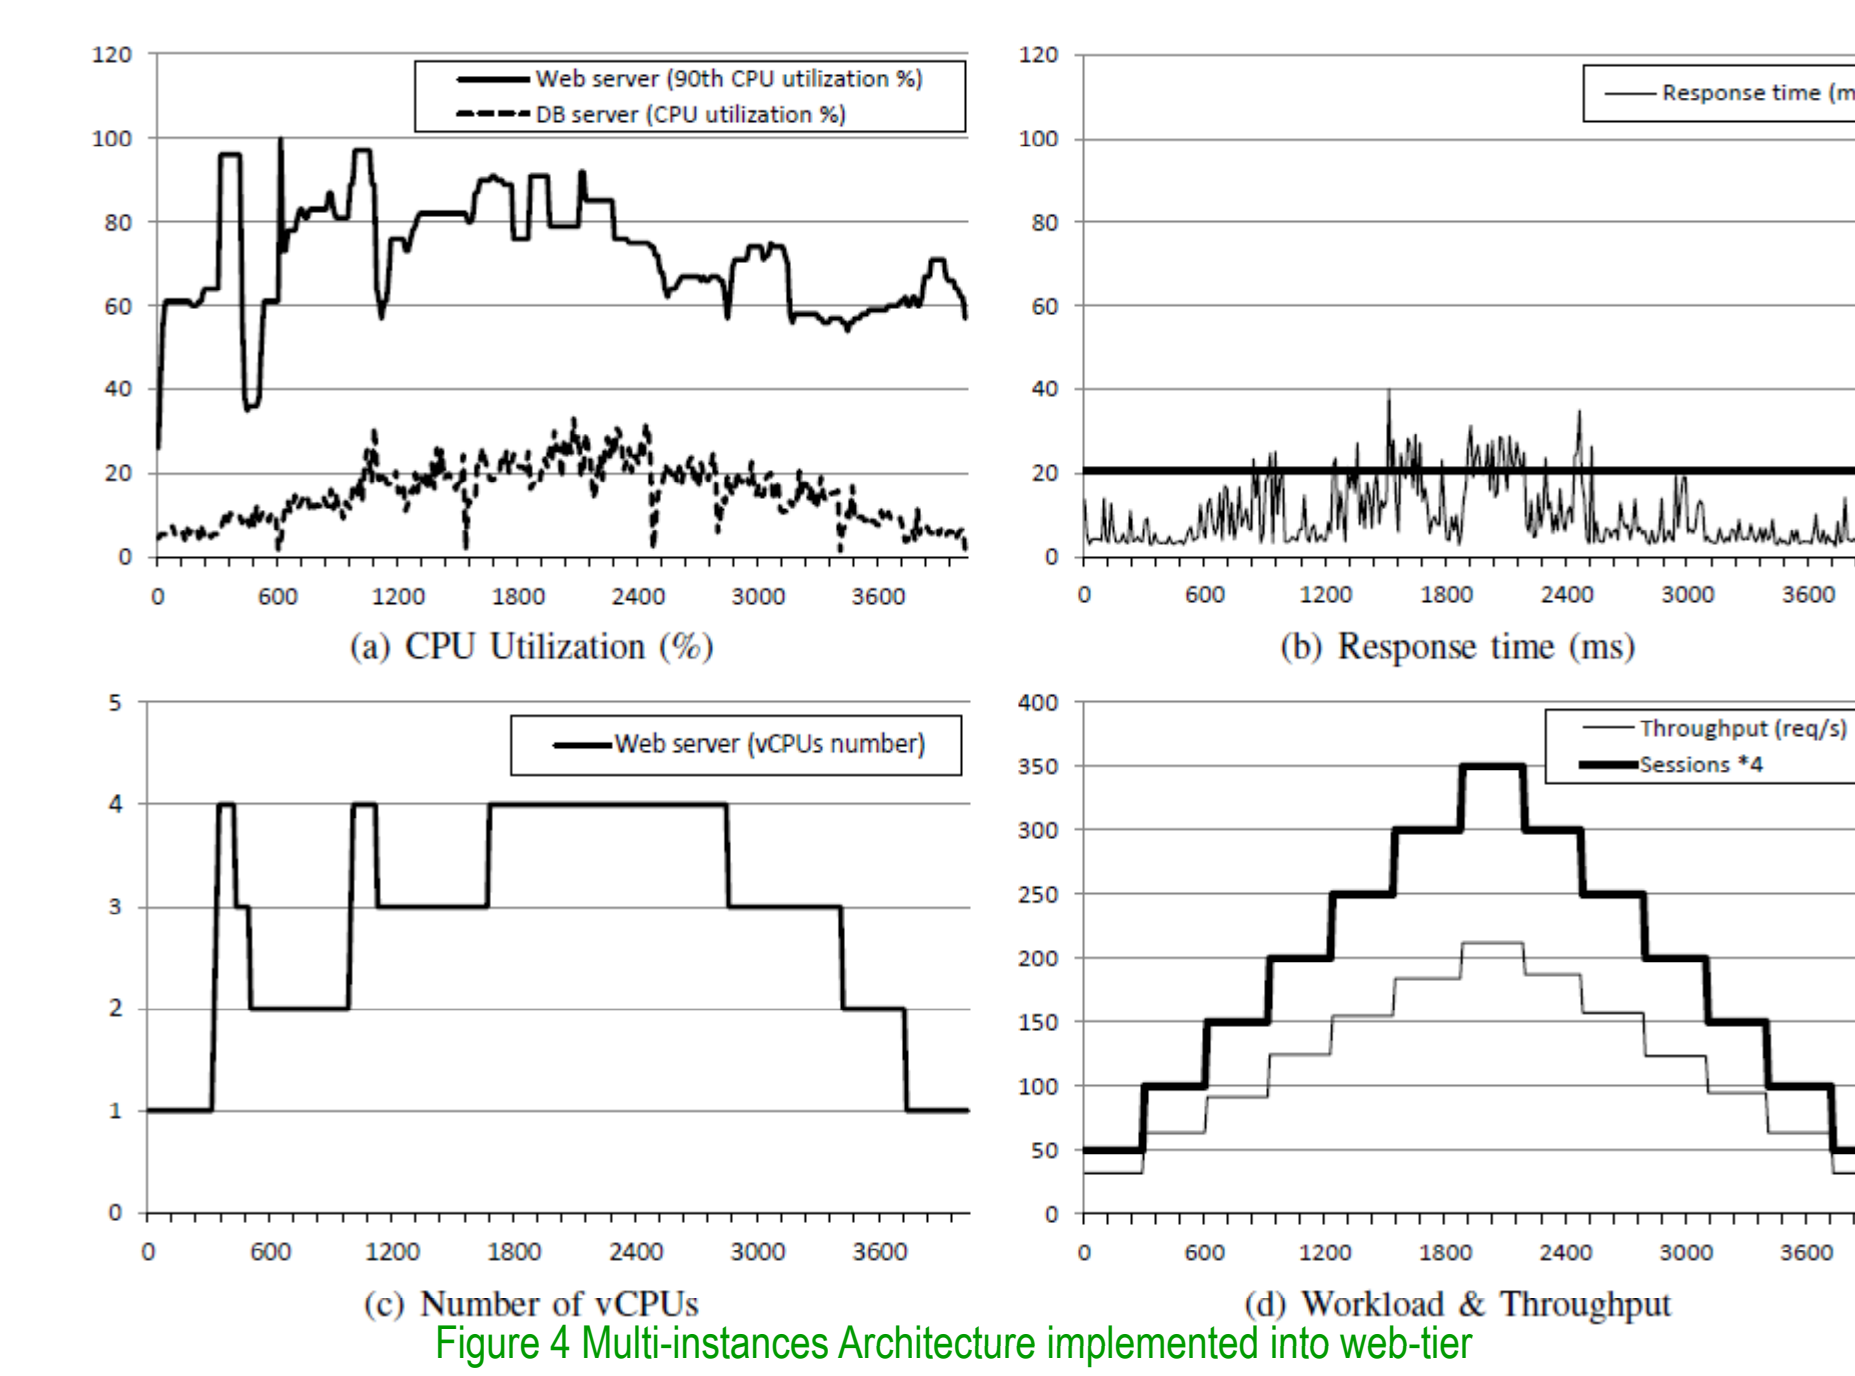 120
100
80
60
40
20
0
Web server (90th CPU utilization %)
DB server (CPU utilization %)
0 600 1200 1800 2400 3000 3600
(a) CPU Utilization (%)
120
100
80
60
40
20
0
Response time (m
0 600 1200 1800 2400 3000 3600
(b) Response time (ms)
5
4
3
2
1
0
Web server (vCPUs number)
0 600 1200 1800 2400 3000 3600
(c) Number of vCPUs
400
350
300
250
200
150
100
50
0
Throughput (req/s)
Sessions *4
0 600 1200 1800 2400 3000 3600
(d) Workload & Throughput
Figure 4 Multi-instances Architecture implemented into web-tier